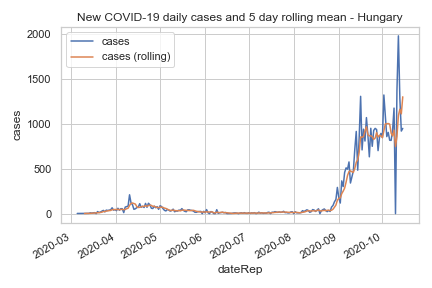 New COVID-19 daily cases and 5 day rolling mean - Hungary
cases
cases (rolling)
2000
1500
1000
500
0
cases
2020-03
2020-04
2020-05
2020-06
2020-07
2020-08
2020-09
2020-10
dateRep